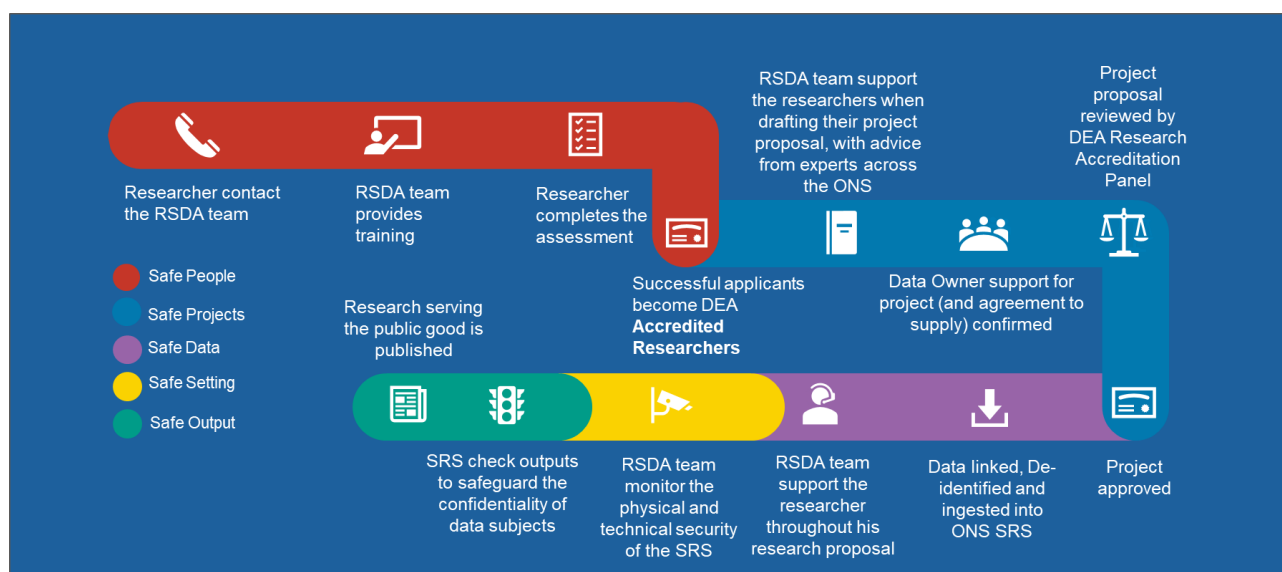 Researcher contact
the RSDA team
RSDA team
provides
training
Researcher
completes the
assessment
Successful applicants
become DEA
Accredited
Researchers
RSDA team support
the researchers when
drafting their project
proposal, with advice
from experts across
the ONS
Data Owner support for
project (and agreement to
supply) confirmed
Project
proposal
reviewed by
DEA Research
Accreditation
Panel
Project
approved
Data linked, De-
identified and
ingested into
ONS SRS
RSDA team
support the
researcher
throughout his
research proposal
RSDA team
monitor the
physical and
technical security
of the SRS
SRS check outputs
to safeguard the
confidentiality of
data subjects
Research serving
the public good is
published
Safe People
Safe Projects
Safe Data
Safe Setting
Safe Output